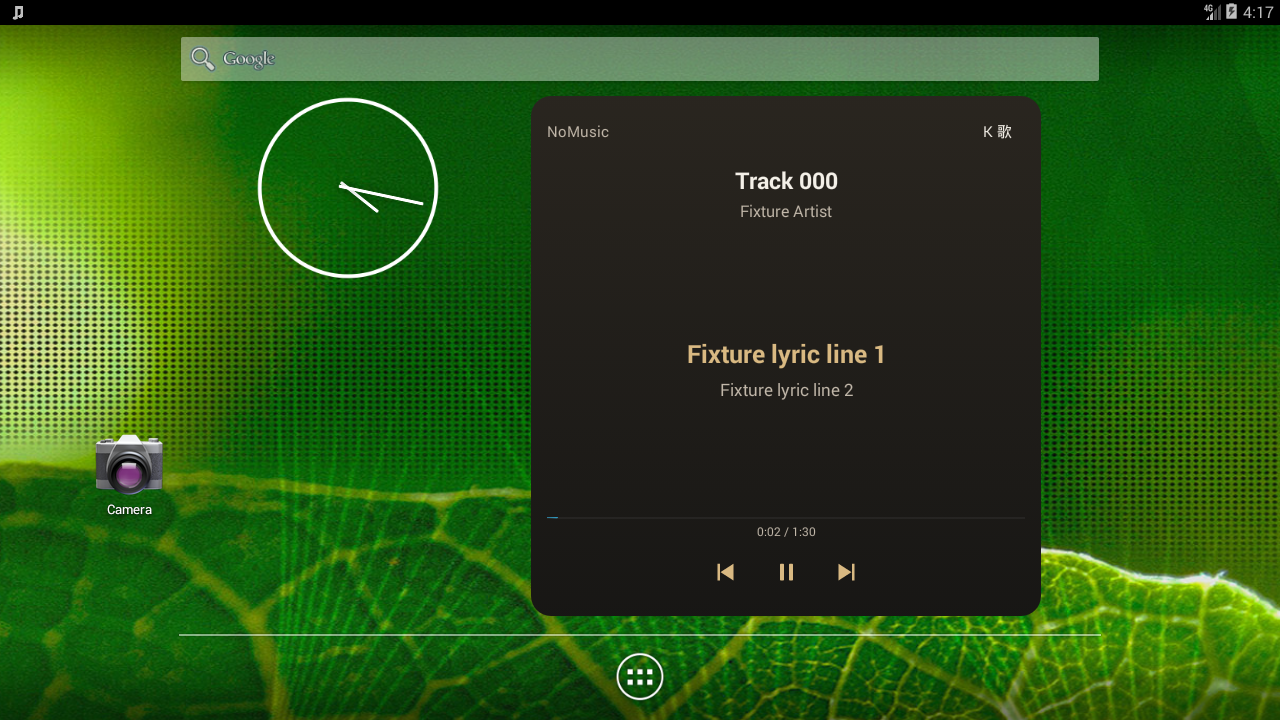 4G 4:17
Google
NoMusic
K 歌
Track 000
Fixture Artist
Fixture lyric line 1
Fixture lyric line 2
Camera
0:02 / 1:30